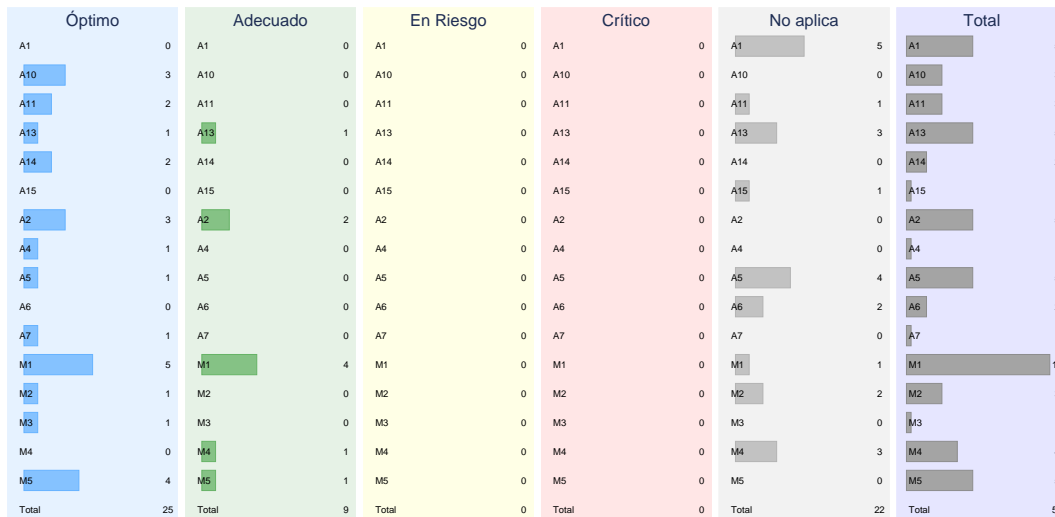 Óptimo Adecuado En Riesgo Crítico No aplica Total
A1 0 A1 0 A1 0 A1 0 A1 5 A1
A10 3 A10 0 A10 0 A10 0 A10 0 A10
A11 2 A11 0 A11 0 A11 0 A11 1 A11
A13 1 A13 1 A13 0 A13 0 A13 3 A13
A14 2 A14 0 A14 0 A14 0 A14 0 A14
A15 0 A15 0 A15 0 A15 0 A15 1 A15
A2 3 A2 2 A2 0 A2 0 A2 0 A2
A4 1 A4 0 A4 0 A4 0 A4 0 A4
A5 1 A5 0 A5 0 A5 0 A5 4 A5
A6 0 A6 0 A6 0 A6 0 A6 2 A6
A7 1 A7 0 A7 0 A7 0 A7 0 A7
M1 5 M1 4 M1 0 M1 0 M1 1 M1
M2 1 M2 0 M2 0 M2 0 M2 2 M2
M3 1 M3 0 M3 0 M3 0 M3 0 M3
M4 0 M4 1 M4 0 M4 0 M4 3 M4
M5 4 M5 1 M5 0 M5 0 M5 0 M5
Total 25 Total 9 Total 0 Total 0 Total 22 Total